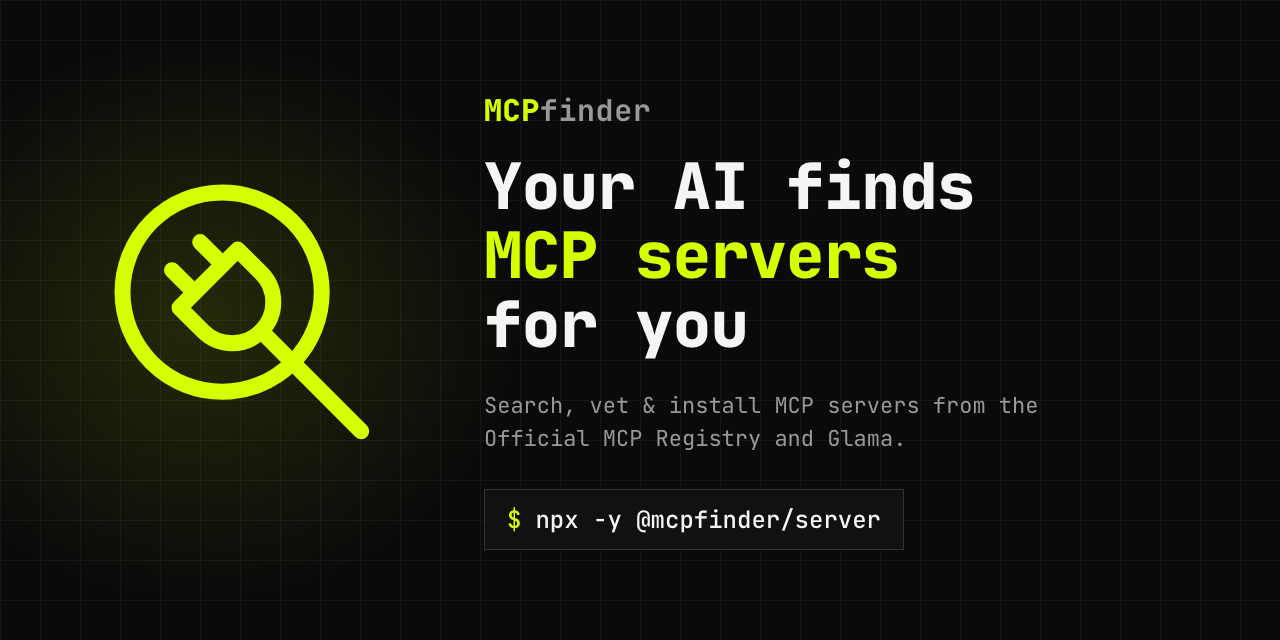 MCPfinder
Your AI finds
MCP servers
for you
Search, vet & install MCP servers from the
Official MCP Registry and Glama.
$ npx -y @mcpfinder/server